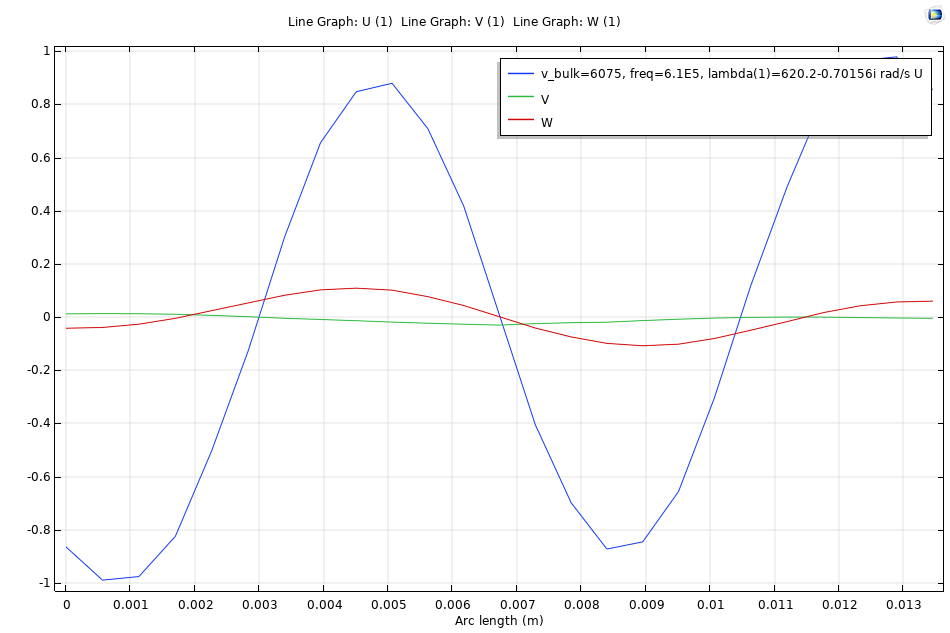 Line Graph: U (1) Line Graph: V (1) Line Graph: W (1)
v_bulk=6075, freq=6.1E5, lambda(1)=620.2-0.70156i rad/s U
V
W
1
0.8
0.6
0.4
0.2
0
-0.2
-0.4
-0.6
-0.8
-1
0 0.001 0.002 0.003 0.004 0.005 0.006 0.007 0.008 0.009 0.01 0.011 0.012 0.013
Arc length (m)